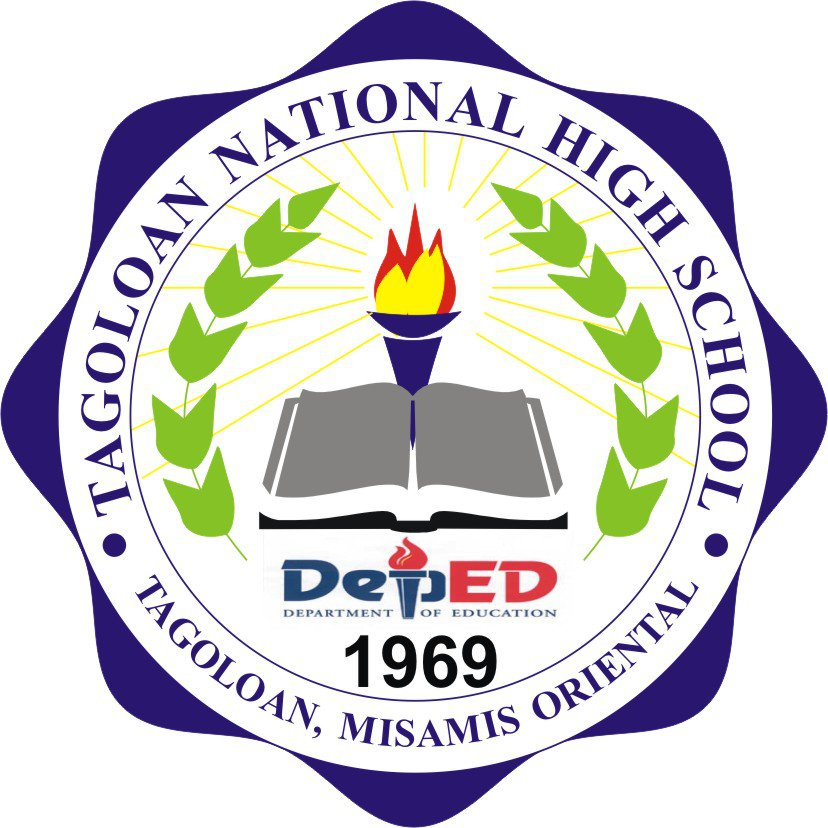 • TAGOLOAN NATIONAL HIGH SCHOOL •
DepED
DEPARTMENT OF EDUCATION
1969
TAGOLOAN, MISAMIS ORIENTAL